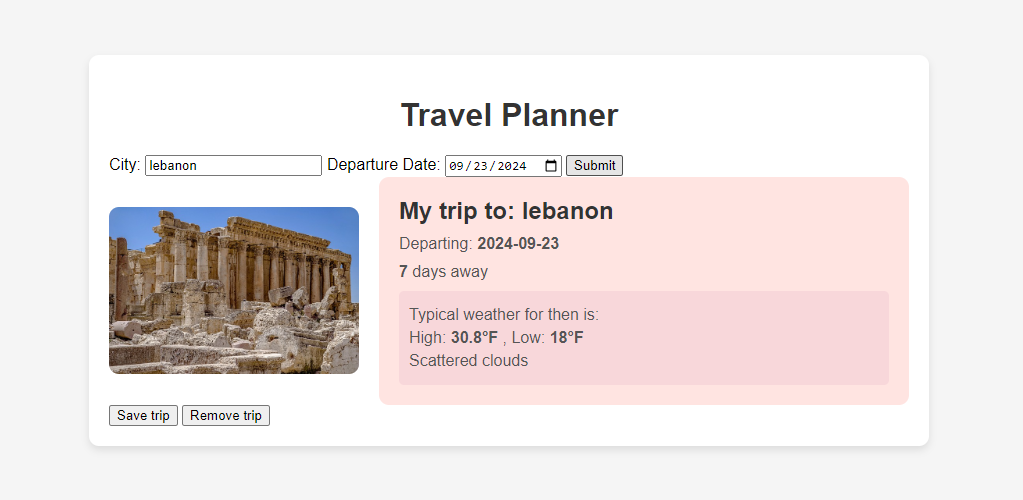 Travel Planner
City: lebanon Departure Date: 09/23/2024 Submit
My trip to: lebanon
Departing: 2024-09-23
7 days away
Typical weather for then is:
High: 30.8°F , Low: 18°F
Scattered clouds
Save trip Remove trip